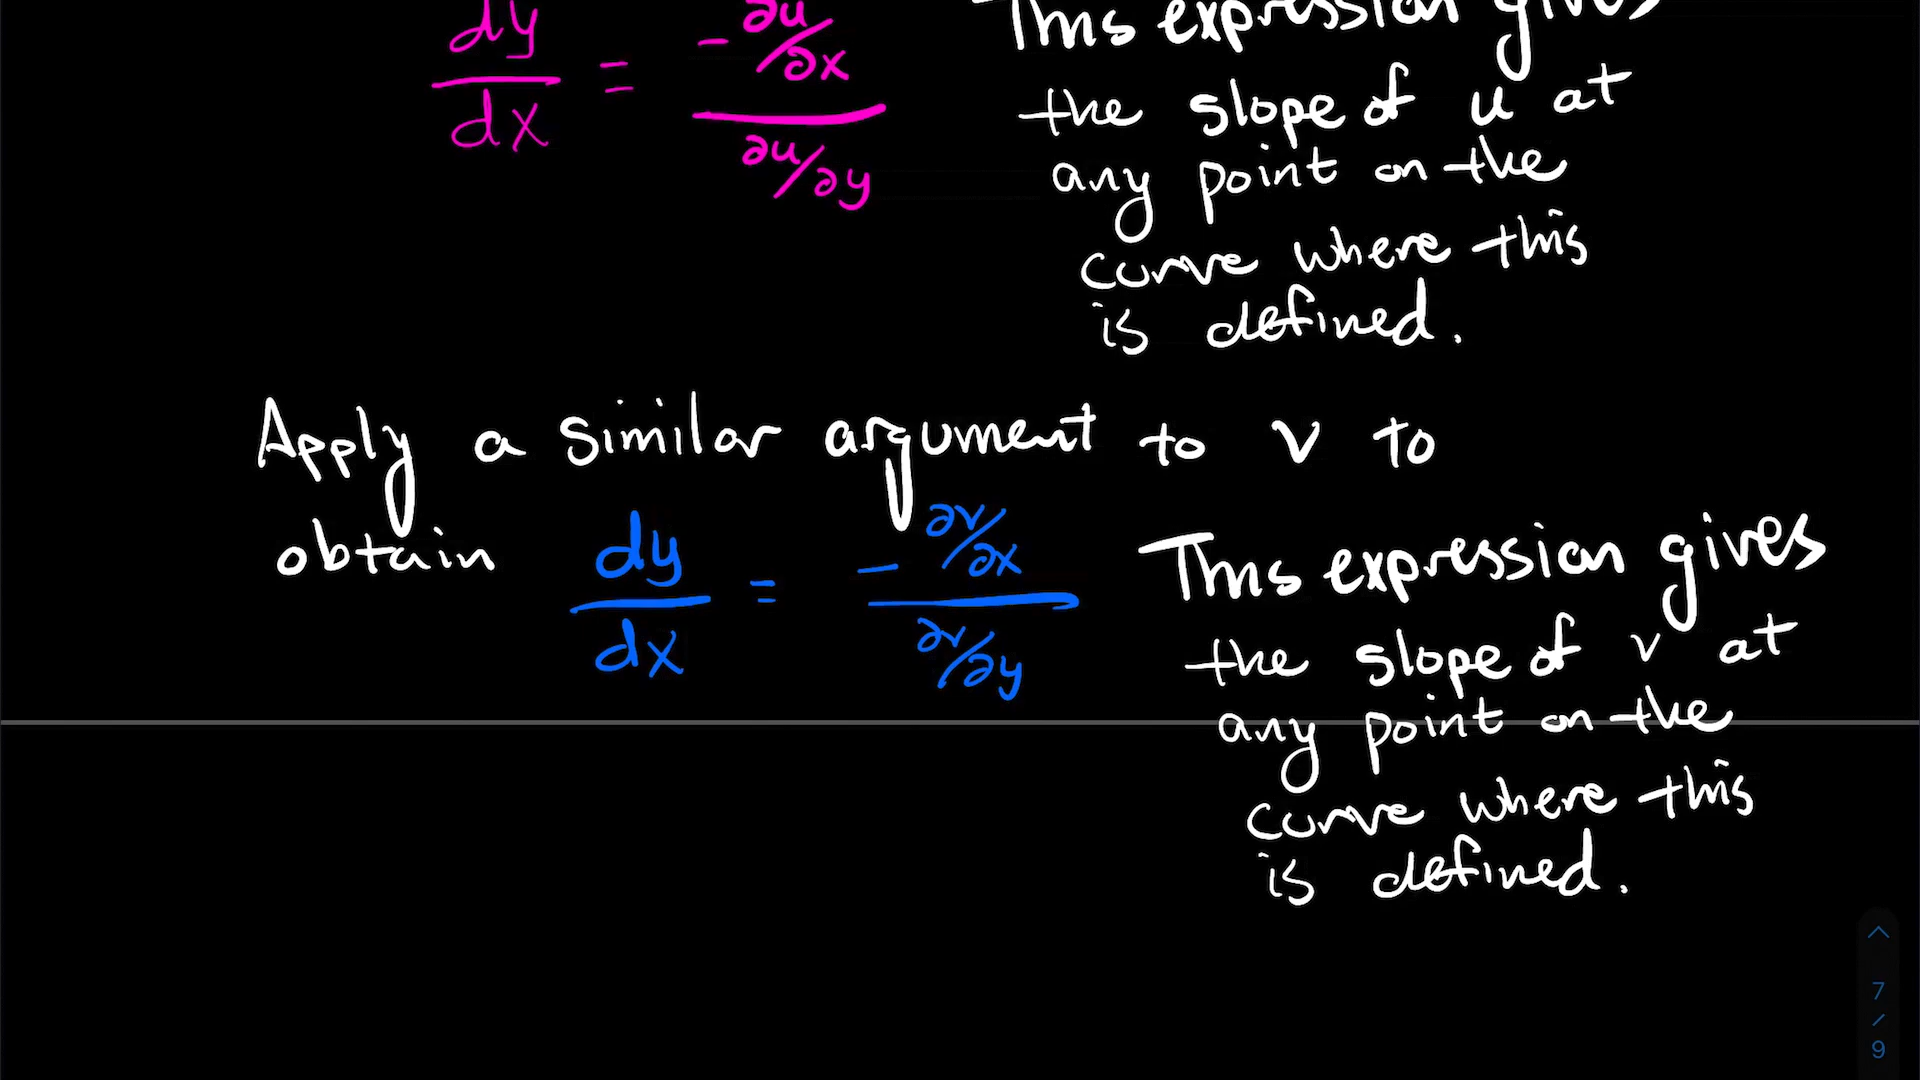 dy/dx = (-∂u/∂x)/(∂u/∂y)
This expression gives
the slope of u at
any point on the
curve where this
is defined.
Apply a similar argument to v to
obtain dy/dx = (-∂v/∂x)/(∂v/∂y)
This expression gives
the slope of v at
any point on the
curve where this
is defined.
7
/
9